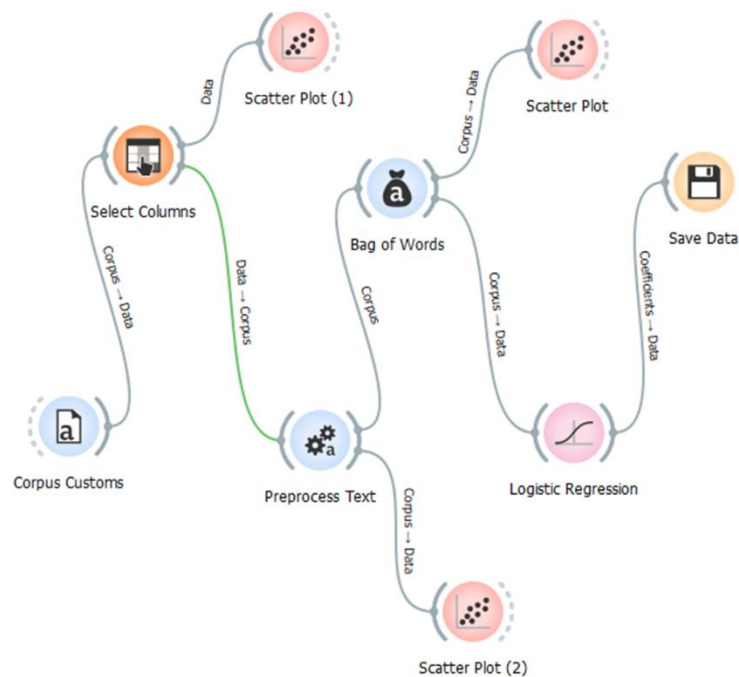 Scatter Plot (1)
Scatter Plot
Data
Corpus → Data
Select Columns
Bag of Words
Save Data
Corpus → Data
Data → Corpus
Corpus
Corpus → Data
Coefficients → Data
a
a
a
Corpus Customs
Preprocess Text
Logistic Regression
Corpus → Data
Scatter Plot (2)